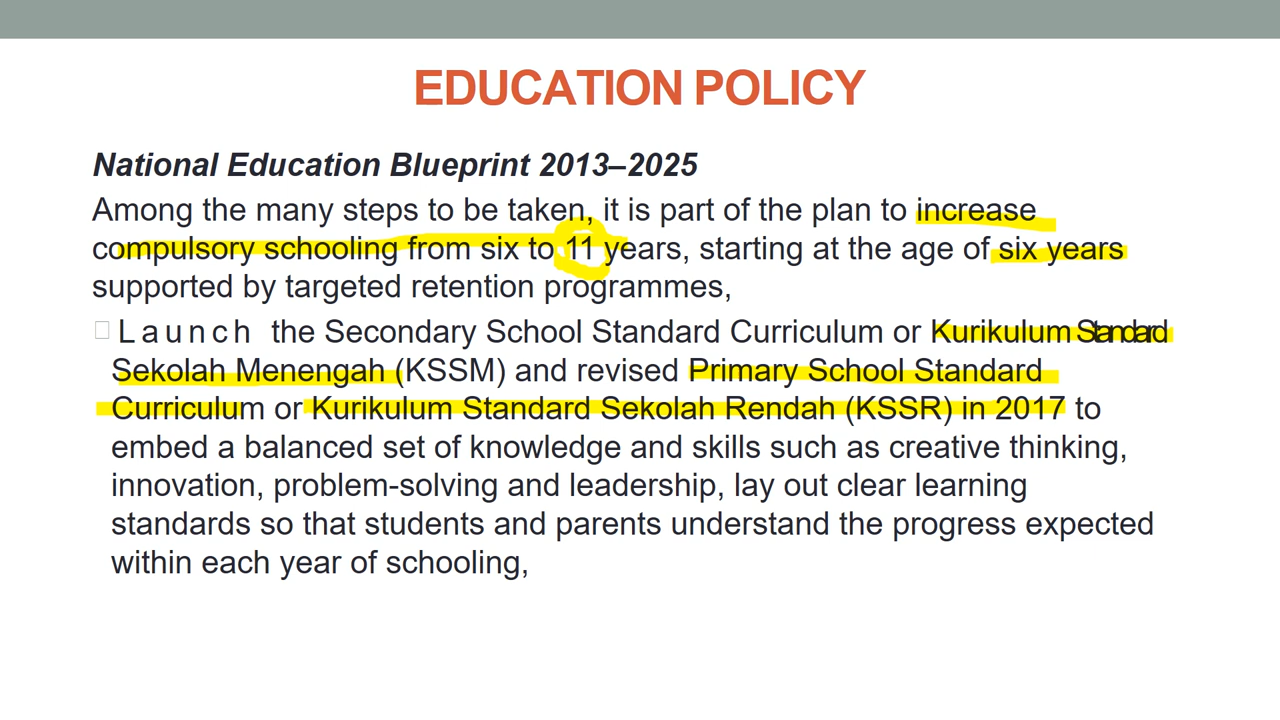 EDUCATION POLICY
National Education Blueprint 2013–2025
Among the many steps to be taken, it is part of the plan to increase
compulsory schooling from six to 11 years, starting at the age of six years
supported by targeted retention programmes,
Launch the Secondary School Standard Curriculum or Kurikulum Standard
Sekolah Menengah (KSSM) and revised Primary School Standard
Curriculum or Kurikulum Standard Sekolah Rendah (KSSR) in 2017 to
embed a balanced set of knowledge and skills such as creative thinking,
innovation, problem-solving and leadership, lay out clear learning
standards so that students and parents understand the progress expected
within each year of schooling,